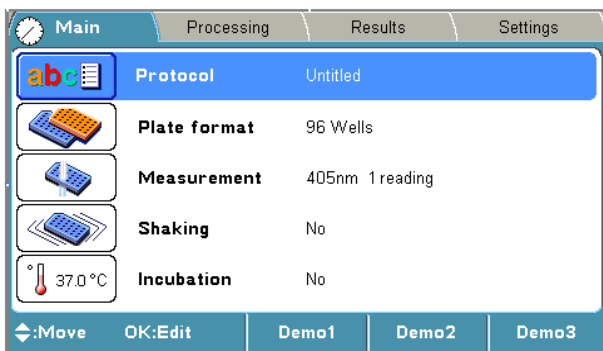 Main Processing Results Settings
abc Protocol Untitled
Plate format 96 Wells
Measurement 405nm 1 reading
Shaking No
° 37.0°C Incubation No
:Move OK:Edit Demo1 Demo2 Demo3